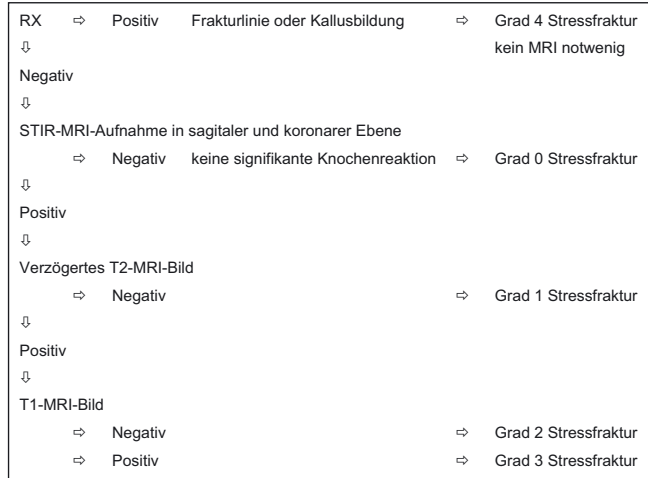 RX ⇨ Positiv Frakturlinie oder Kallusbildung ⇨ Grad 4 Stressfraktur
⇩ kein MRI notwenig
Negativ
⇩
STIR-MRI-Aufnahme in sagitaler und koronarer Ebene
⇨ Negativ keine signifikante Knochenreaktion ⇨ Grad 0 Stressfraktur
⇩
Positiv
⇩
Verzögertes T2-MRI-Bild
⇨ Negativ ⇨ Grad 1 Stressfraktur
⇩
Positiv
⇩
T1-MRI-Bild
⇨ Negativ ⇨ Grad 2 Stressfraktur
⇨ Positiv ⇨ Grad 3 Stressfraktur